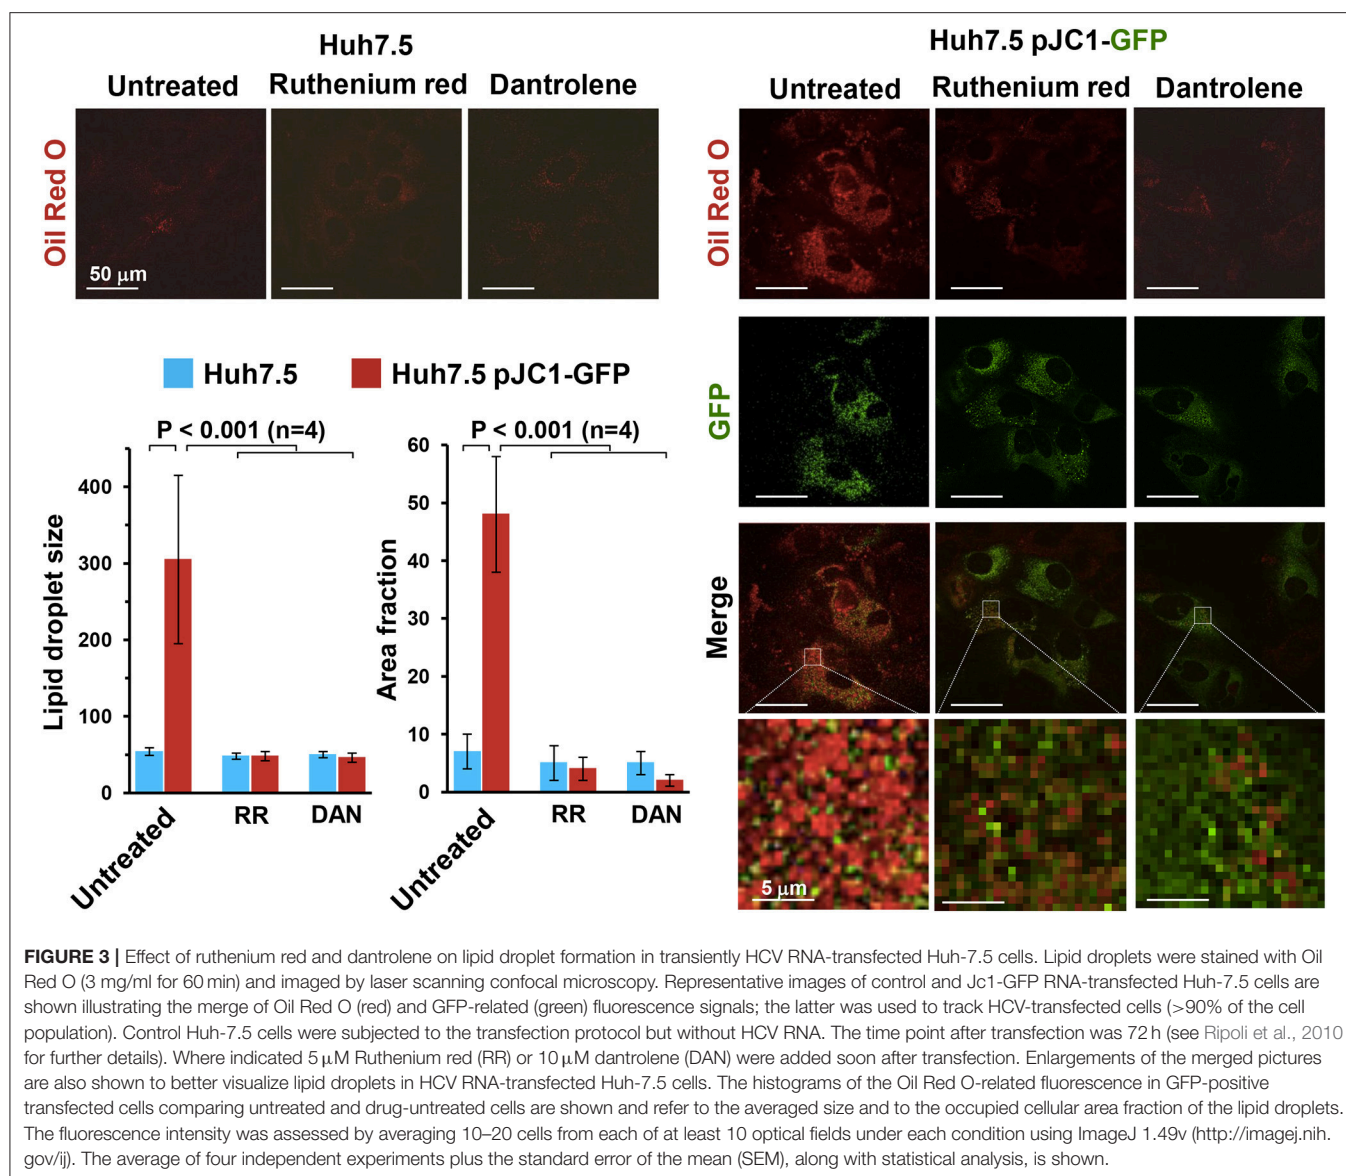 Huh7.5
Untreated Ruthenium red Dantrolene
Oil Red O
50 μm
Huh7.5 pJC1-GFP
Untreated Ruthenium red Dantrolene
Oil Red O
GFP
Merge
5 μm
Huh7.5 Huh7.5 pJC1-GFP
P < 0.001 (n=4)
Lipid droplet size
400
300
200
100
0
Untreated RR DAN
P < 0.001 (n=4)
Area fraction
60
50
40
30
20
10
0
Untreated RR DAN
FIGURE 3 | Effect of ruthenium red and dantrolene on lipid droplet formation in transiently HCV RNA-transfected Huh-7.5 cells. Lipid droplets were stained with Oil
Red O (3 mg/ml for 60 min) and imaged by laser scanning confocal microscopy. Representative images of control and Jc1-GFP RNA-transfected Huh-7.5 cells are
shown illustrating the merge of Oil Red O (red) and GFP-related (green) fluorescence signals; the latter was used to track HCV-transfected cells (>90% of the cell
population). Control Huh-7.5 cells were subjected to the transfection protocol but without HCV RNA. The time point after transfection was 72 h (see Ripoli et al., 2010
for further details). Where indicated 5 μM Ruthenium red (RR) or 10 μM dantrolene (DAN) were added soon after transfection. Enlargements of the merged pictures
are also shown to better visualize lipid droplets in HCV RNA-transfected Huh-7.5 cells. The histograms of the Oil Red O-related fluorescence in GFP-positive
transfected cells comparing untreated and drug-untreated cells are shown and refer to the averaged size and to the occupied cellular area fraction of the lipid droplets.
The fluorescence intensity was assessed by averaging 10–20 cells from each of at least 10 optical fields under each condition using ImageJ 1.49v (http://imagej.nih.
gov/ij). The average of four independent experiments plus the standard error of the mean (SEM), along with statistical analysis, is shown.